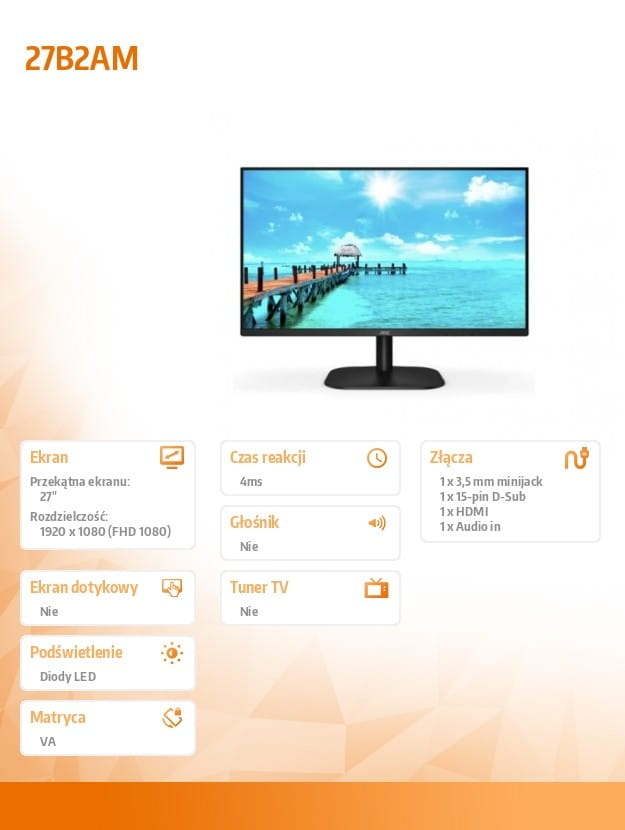 27B2AM
AOC
Ekran
Przekątna ekranu:
27"
Rozdzielczość:
1920 x 1080 (FHD 1080)
Czas reakcji
4ms
Głośnik
Nie
Złącza
1 x 3,5 mm minijack
1 x 15-pin D-Sub
1 x HDMI
1 x Audio in
Ekran dotykowy
Nie
Tuner TV
Nie
Podświetlenie
Diody LED
Matryca
VA